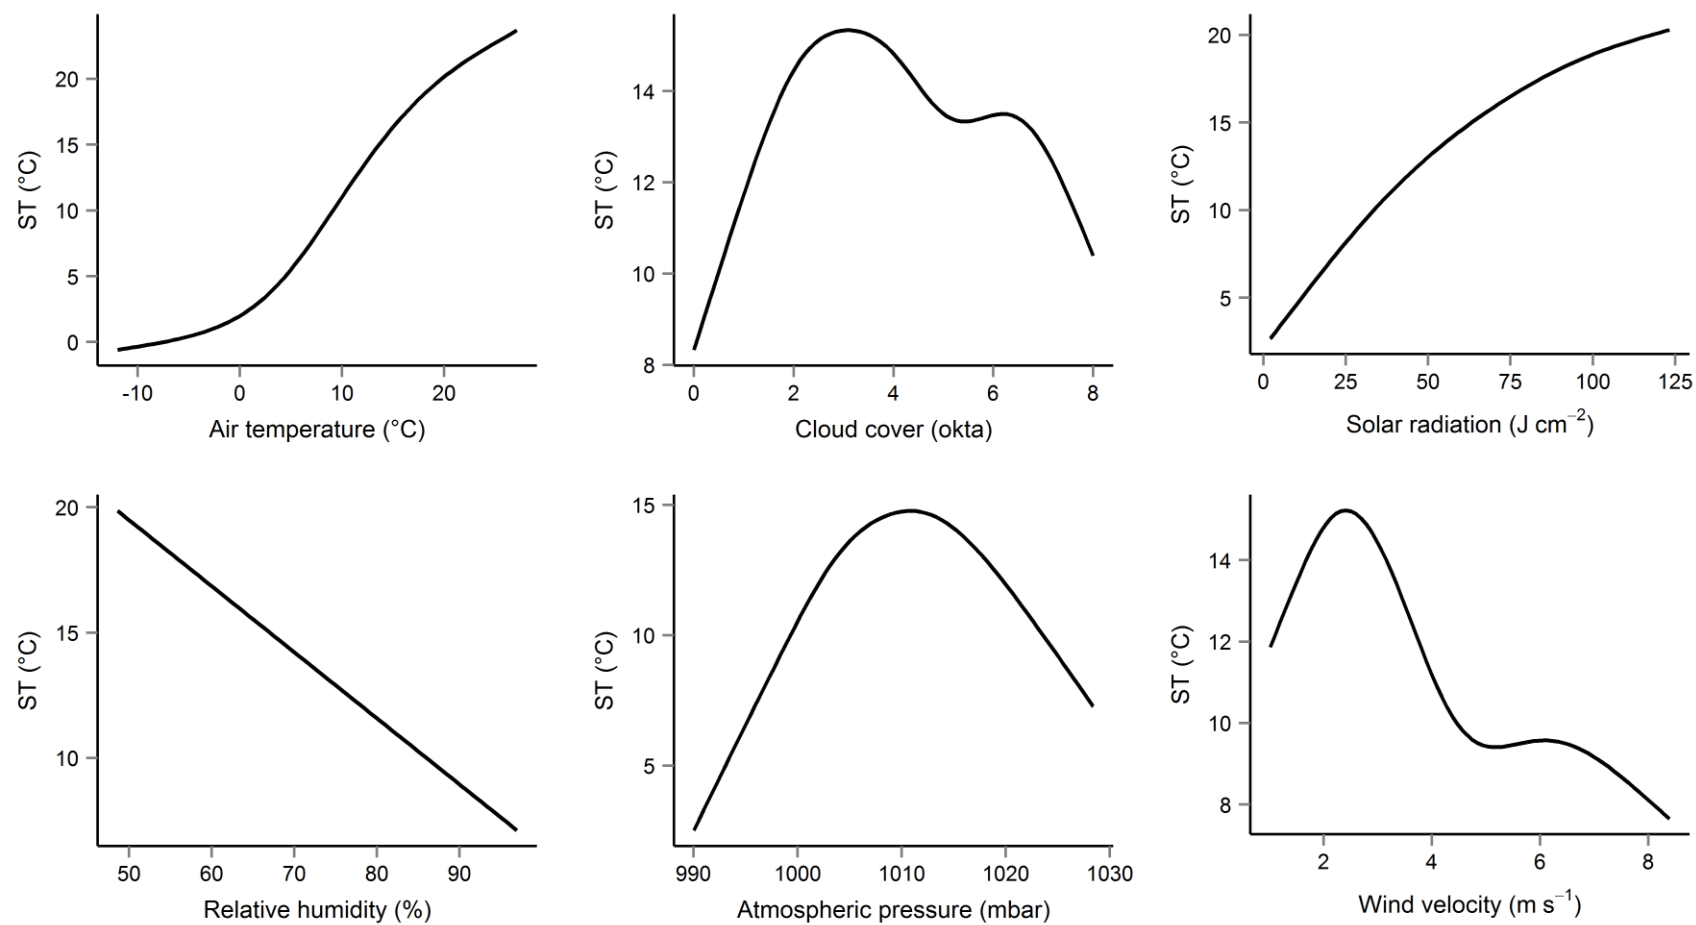 ST (°C)
20
15
10
5
0
-10 0 10 20
Air temperature (°C)
ST (°C)
14
12
10
8
0 2 4 6 8
Cloud cover (okta)
ST (°C)
20
15
10
5
0 25 50 75 100 125
Solar radiation (J cm⁻²)
ST (°C)
20
15
10
50 60 70 80 90
Relative humidity (%)
ST (°C)
15
10
5
990 1000 1010 1020 1030
Atmospheric pressure (mbar)
ST (°C)
14
12
10
8
2 4 6 8
Wind velocity (m s⁻¹)